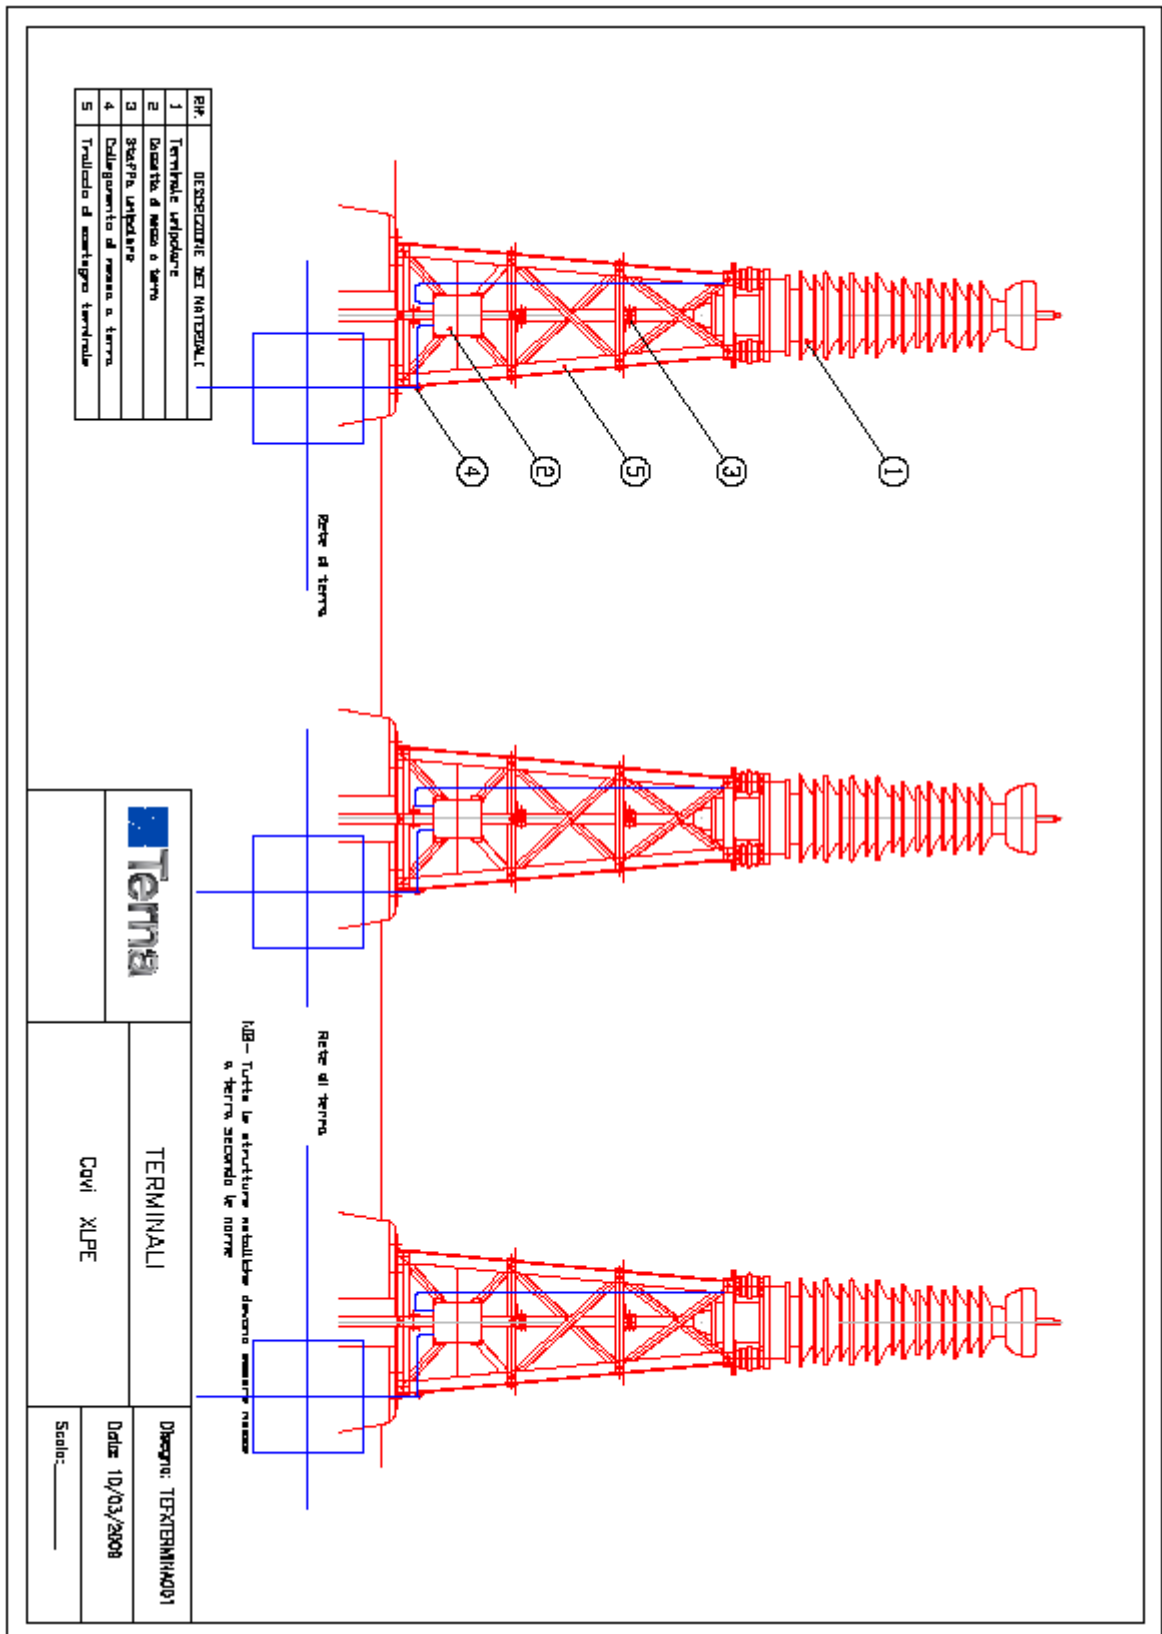 Rif. DESCRIZIONE DEI MATERIALI
1 Terminale unipolare
2 Cassetta di messa a terra
3 Staffa unipolare
4 Collegamento di messa a terra
5 Traliccio di sostegno terminale
1
3
5
2
4
Rete di terra
Rete di terra
NB- Tutte le strutture metalliche devono essere messe
a terra secondo le norme
Terna
TERMINALI
Cavi XLPE
Disegno:
Data: 10/03/2008
Scala: